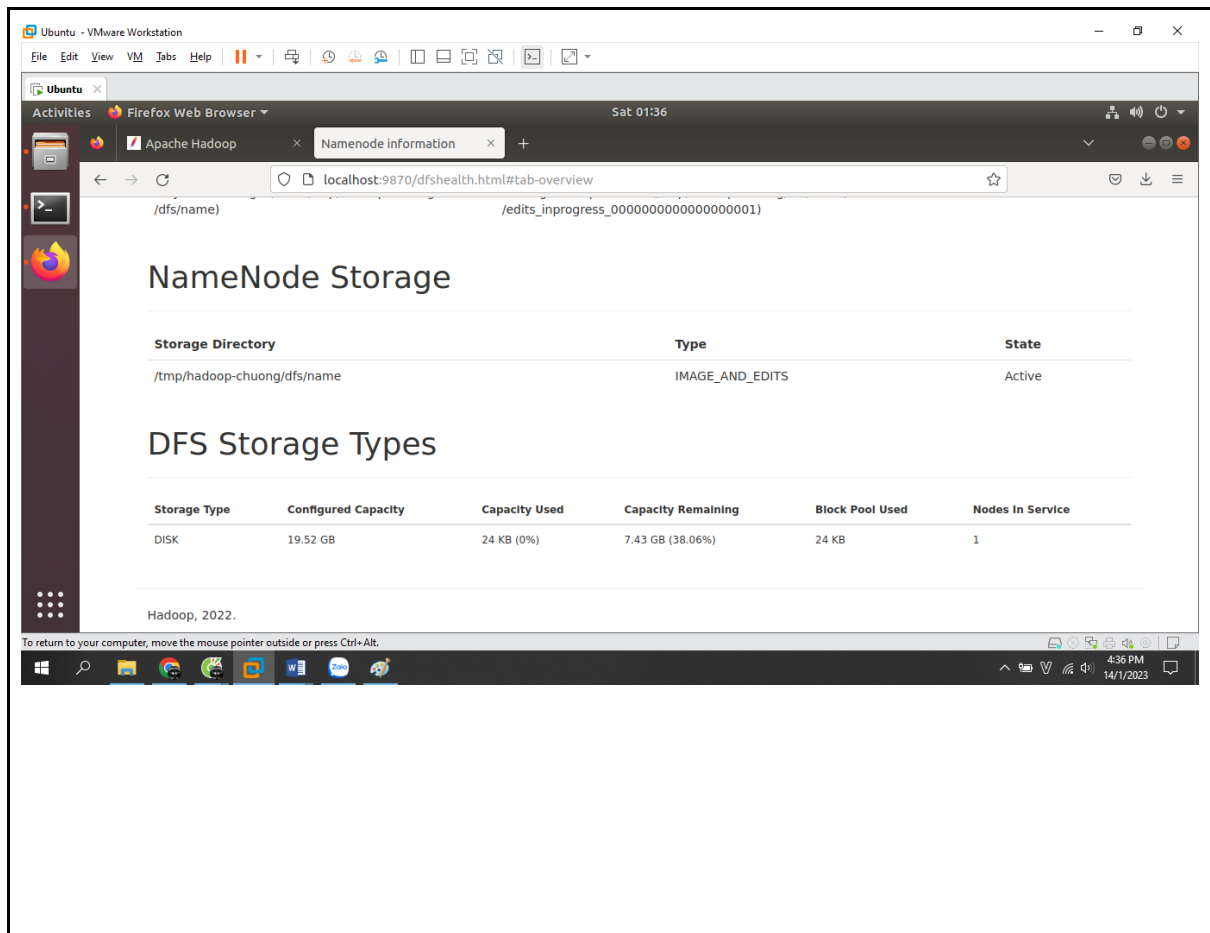 Ubuntu - VMware Workstation
File Edit View VM Tabs Help
Ubuntu
Activities Firefox Web Browser Sat 01:36
Apache Hadoop Namenode information
localhost:9870/dfshealth.html#tab-overview
/dfs/name) /edits_inprogress_0000000000000000001)
NameNode Storage
Storage Directory Type State
/tmp/hadoop-chuong/dfs/name IMAGE_AND_EDITS Active
DFS Storage Types
Storage Type Configured Capacity Capacity Used Capacity Remaining Block Pool Used Nodes In Service
DISK 19.52 GB 24 KB (0%) 7.43 GB (38.06%) 24 KB 1
Hadoop, 2022.
To return to your computer, move the mouse pointer outside or press Ctrl+Alt.
Zalo
4:36 PM
14/1/2023